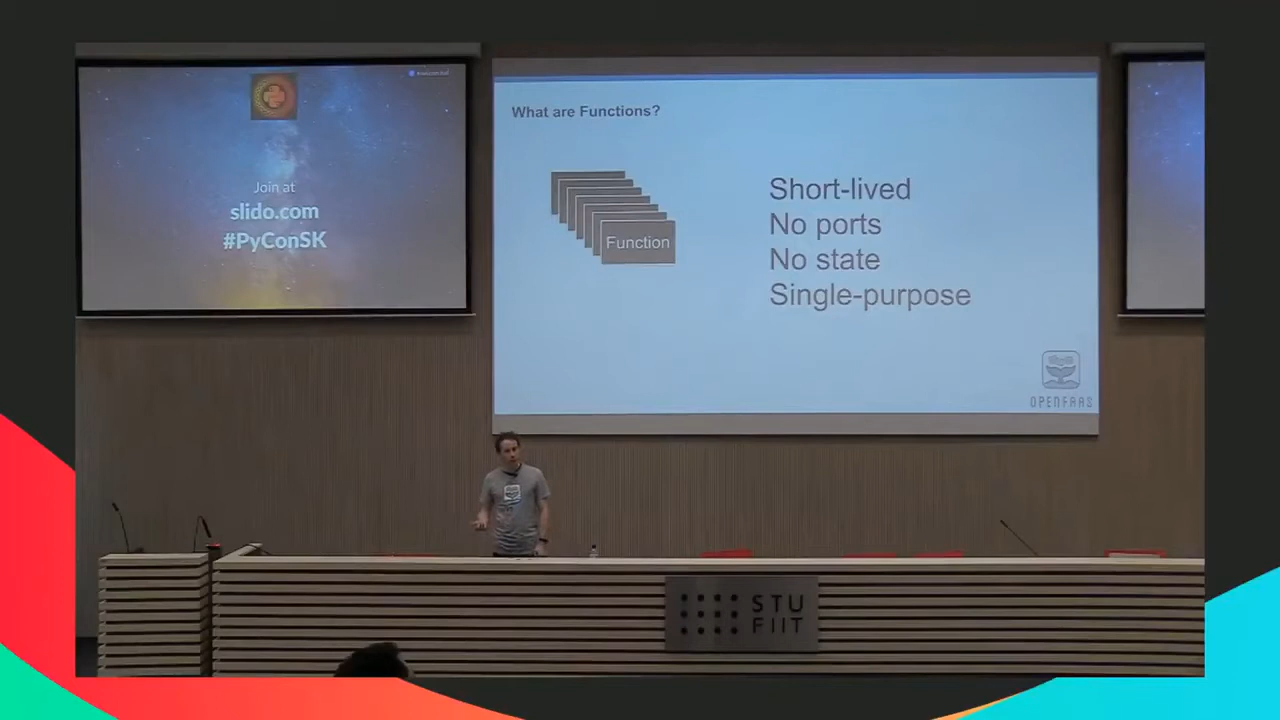 Join at
slido.com
#PyConSK
What are Functions?
Function
Short-lived
No ports
No state
Single-purpose
OPENFAAS
STU
FIIT